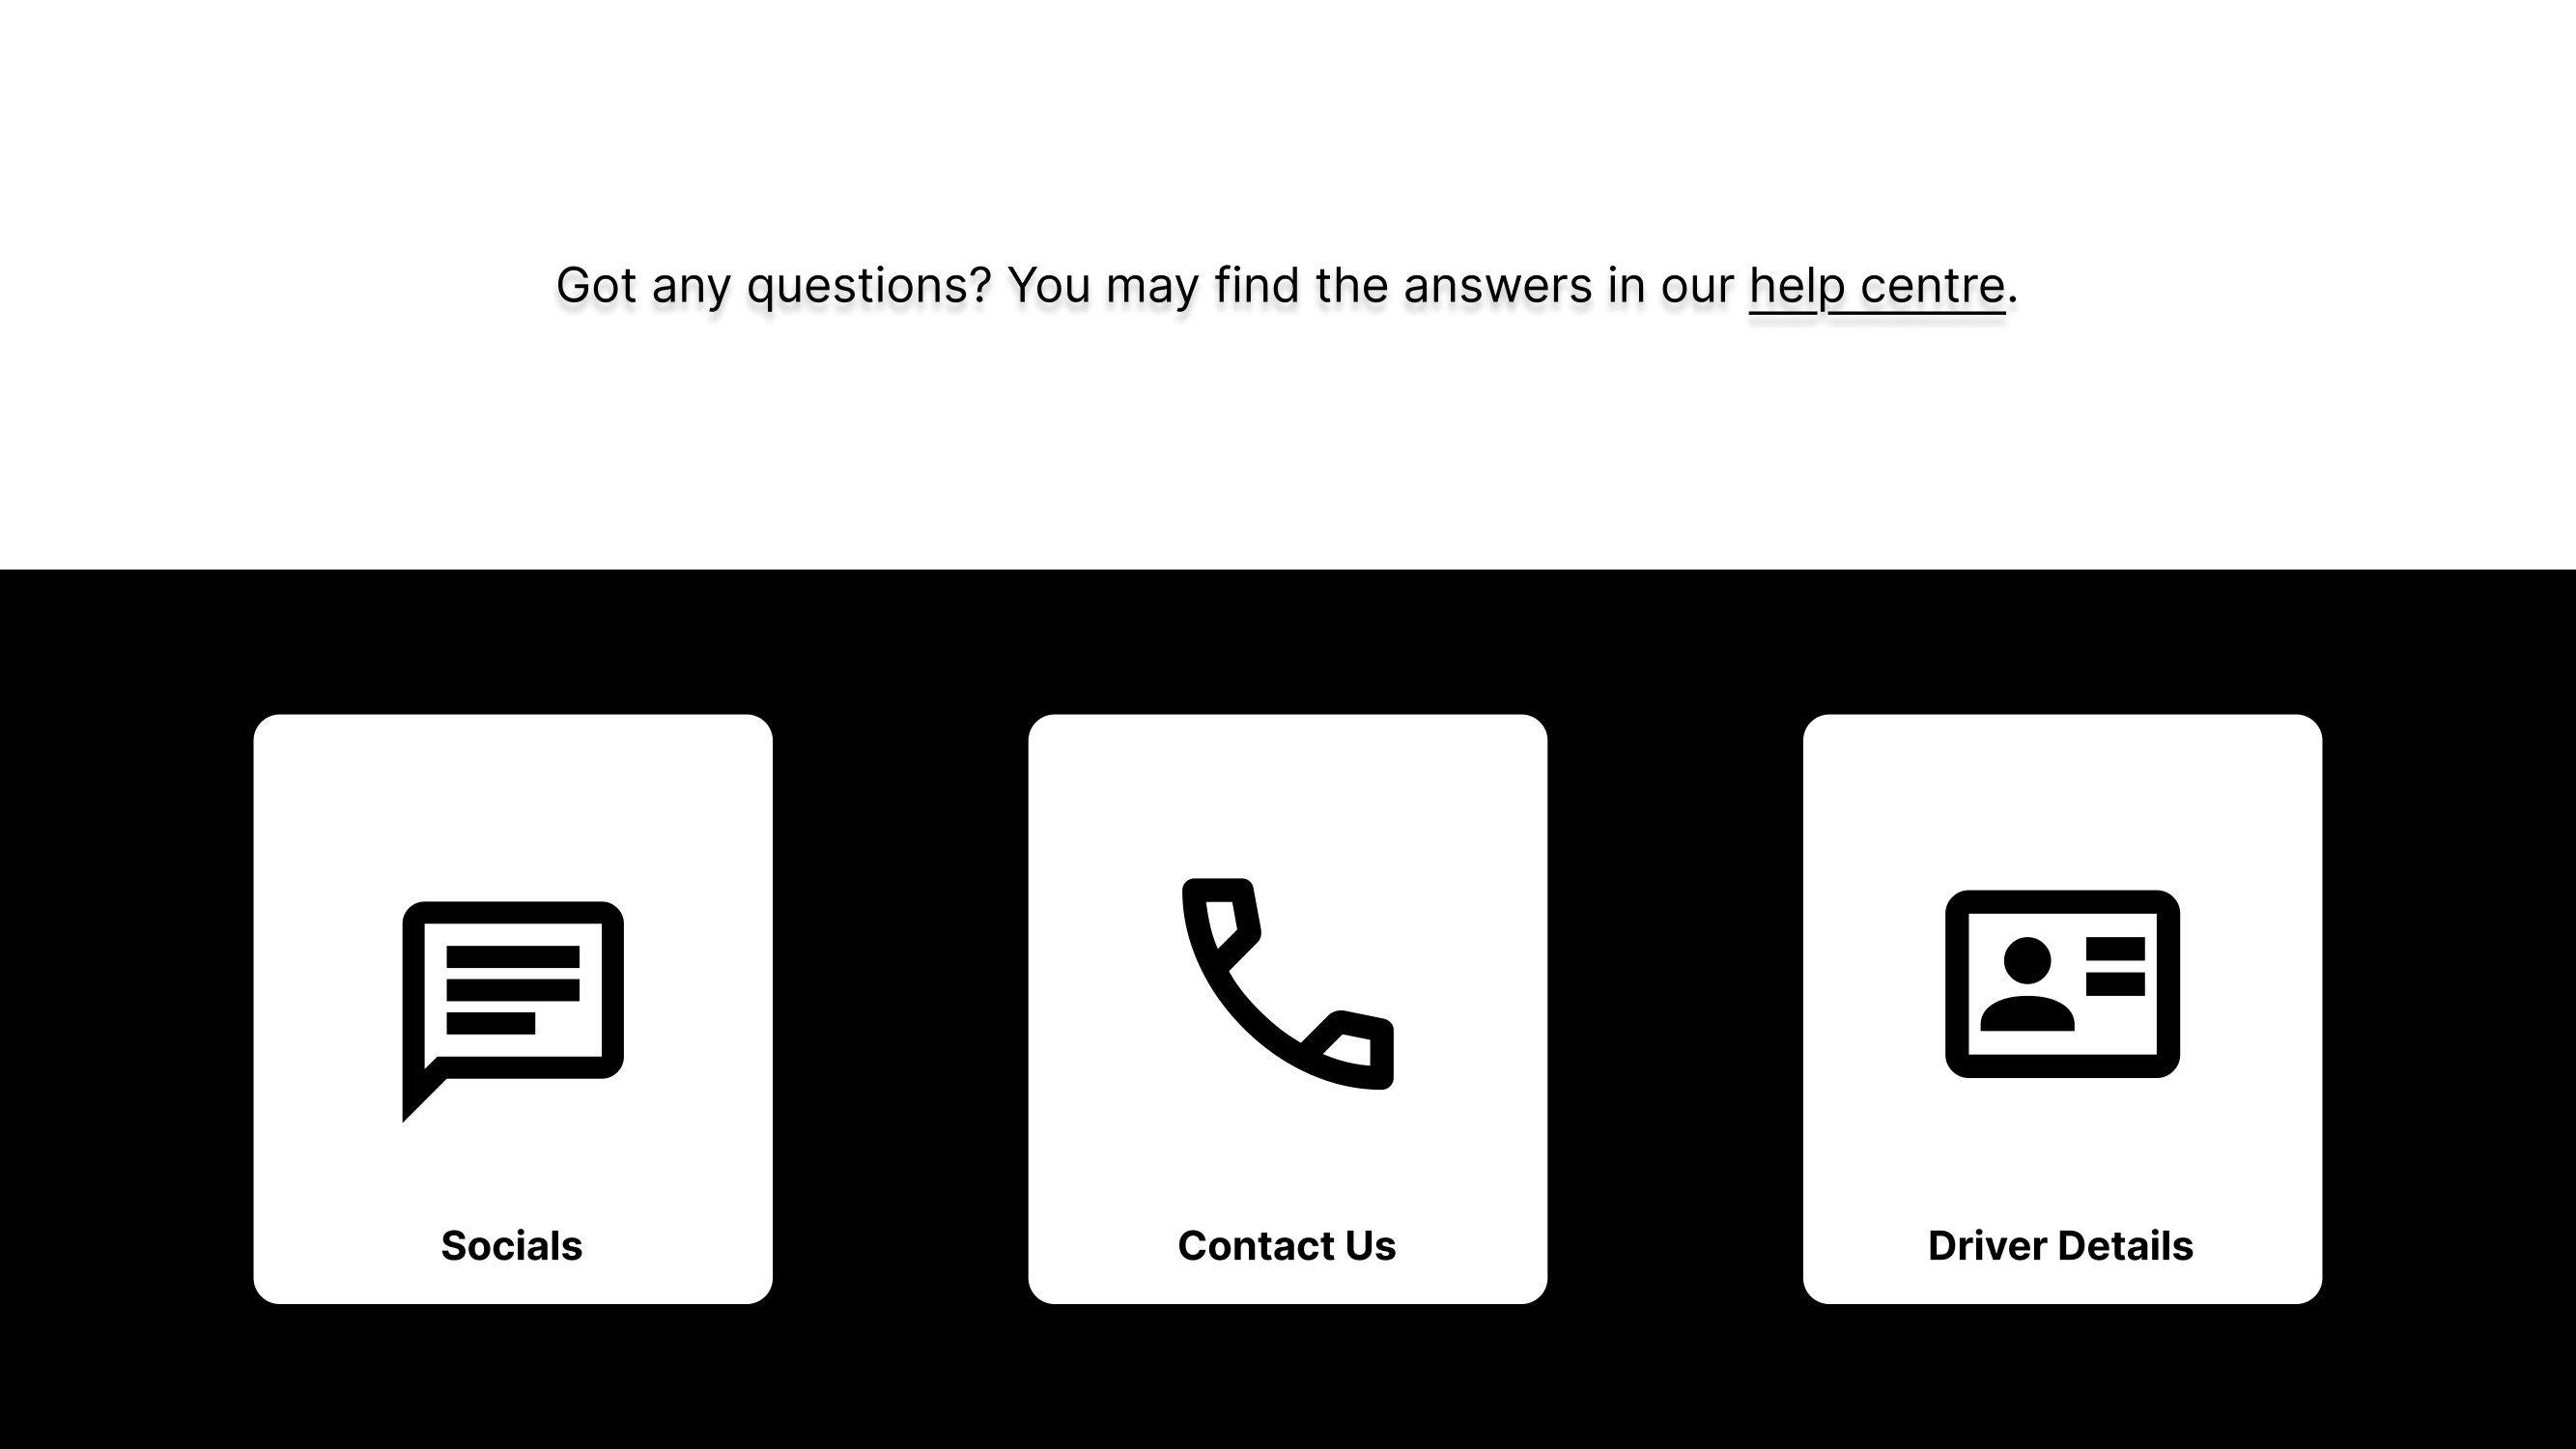 Got any questions? You may find the answers in our help centre.
Socials
Contact Us
Driver Details